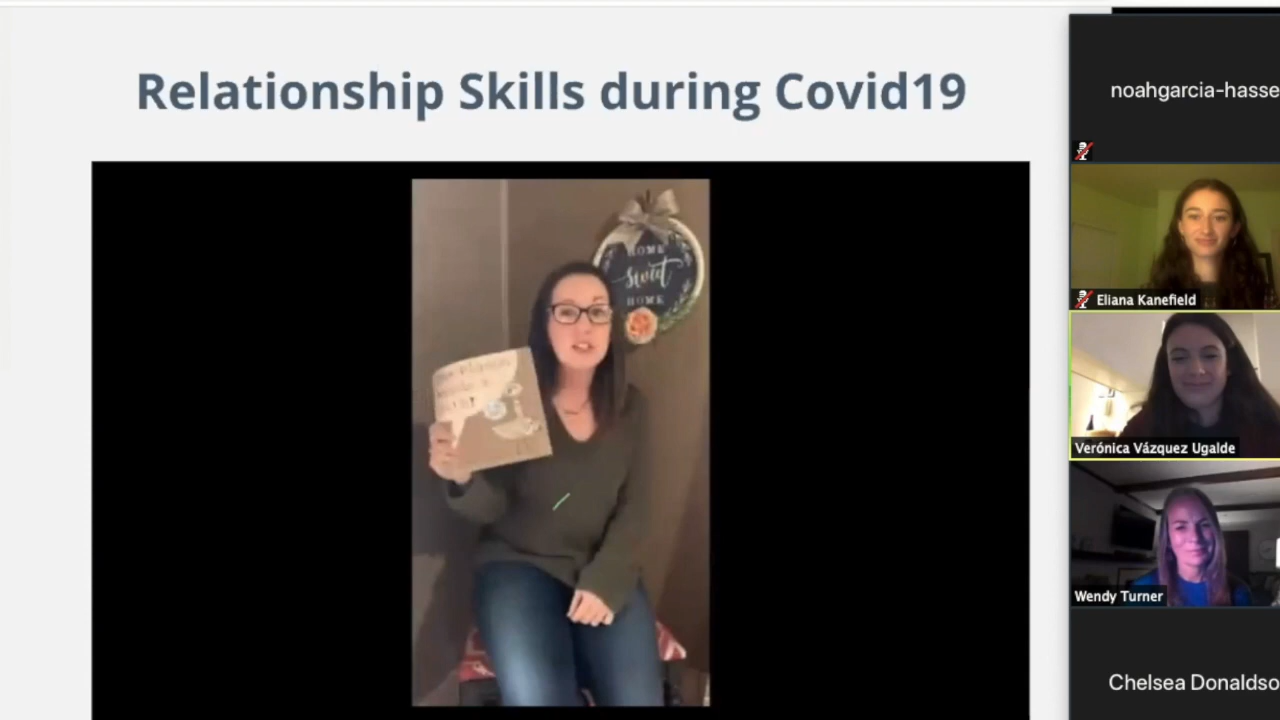 Relationship Skills during Covid19
HOME
Sweet
HOME
noahgarcia-hasse
Eliana Kanefield
Verónica Vázquez Ugalde
Wendy Turner
Chelsea Donaldso